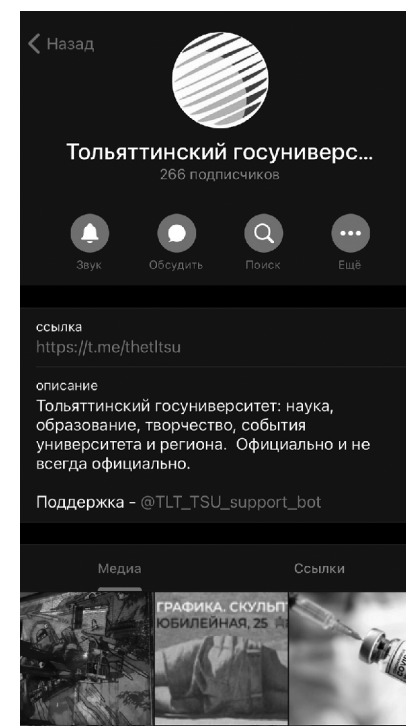 Назад
Тольяттинский госуниверс...
266 подписчиков
Звук
Обсудить
Поиск
Ещё
ссылка
https://t.me/thetltsu
описание
Тольяттинский госуниверситет: наука,
образование, творчество, события
университета и региона. Официально и не
всегда официально.
Поддержка - @TLT_TSU_support_bot
Медиа
Ссылки
ГРАФИКА. СКУЛЬПТ
ЮБИЛЕЙНАЯ, 25